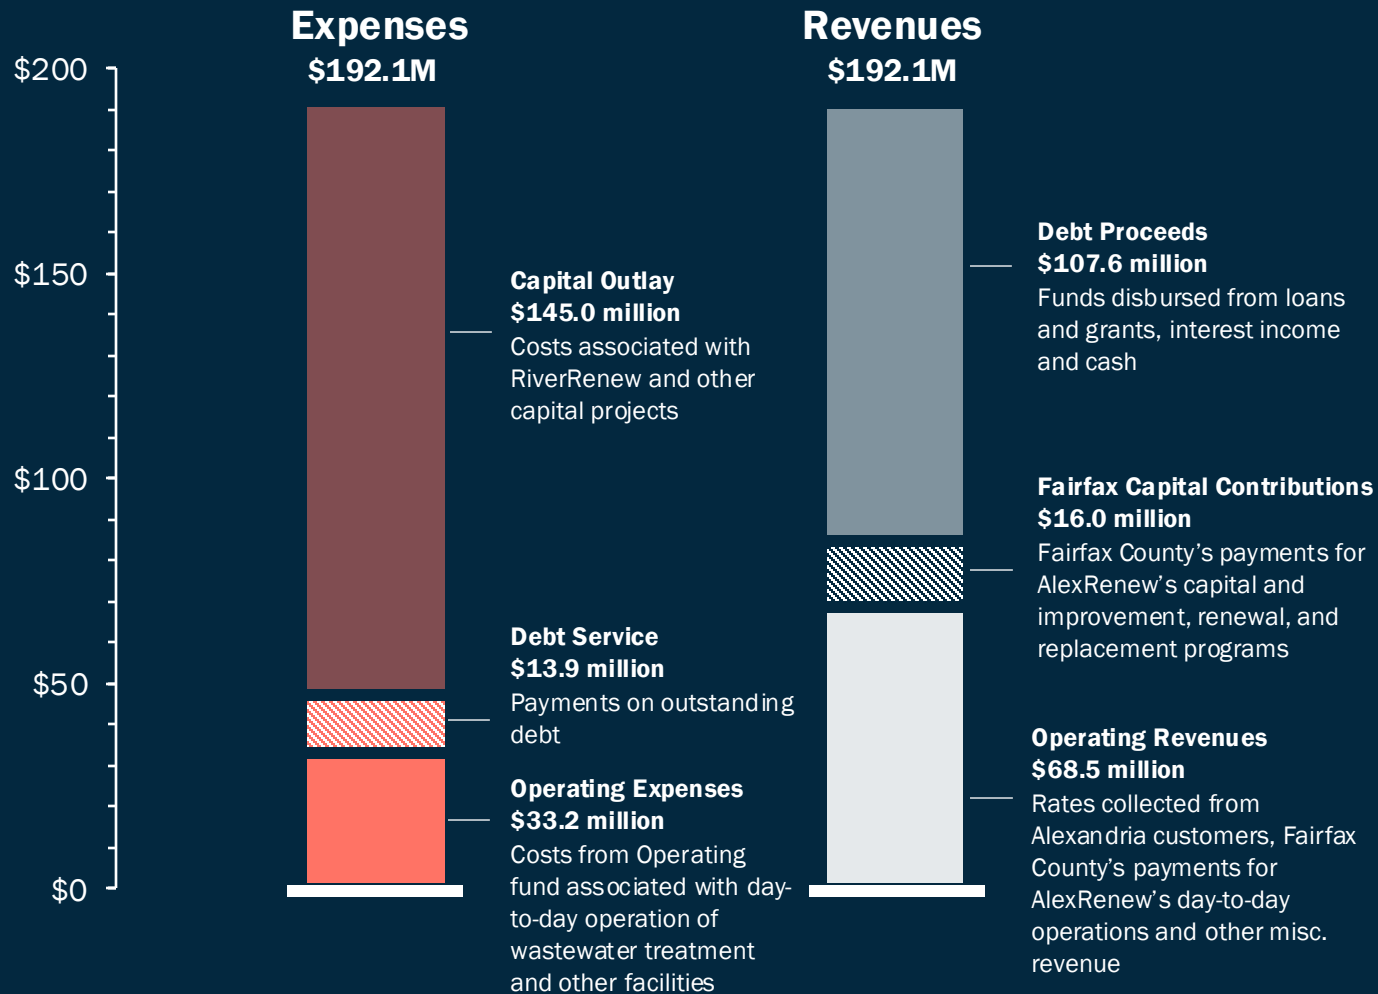 Expenses
$192.1M
Revenues
$192.1M
$200
$150
$100
$50
$0
Capital Outlay
$145.0 million
Costs associated with
RiverRenew and other
capital projects
Debt Service
$13.9 million
Payments on outstanding
debt
Operating Expenses
$33.2 million
Costs from Operating
fund associated with day-
to-day operation of
wastewater treatment
and other facilities
Debt Proceeds
$107.6 million
Funds disbursed from loans
and grants, interest income
and cash
Fairfax Capital Contributions
$16.0 million
Fairfax County’s payments for
AlexRenew’s capital and
improvement, renewal, and
replacement programs
Operating Revenues
$68.5 million
Rates collected from
Alexandria customers, Fairfax
County’s payments for
AlexRenew’s day-to-day
operations and other misc.
revenue